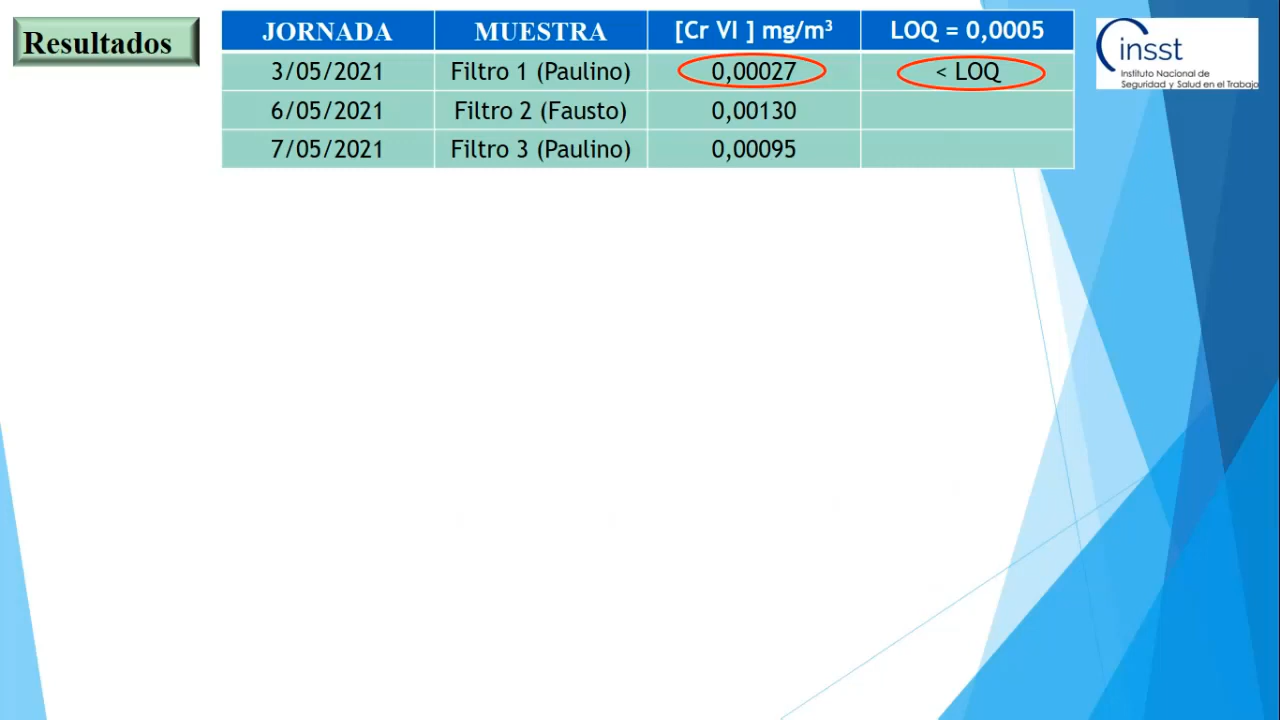 Resultados
JORNADA MUESTRA [Cr VI ] mg/m³ LOQ = 0,0005
3/05/2021 Filtro 1 (Paulino) 0,00027 < LOQ
6/05/2021 Filtro 2 (Fausto) 0,00130
7/05/2021 Filtro 3 (Paulino) 0,00095
insst
Instituto Nacional de
Seguridad y Salud en el Trabajo